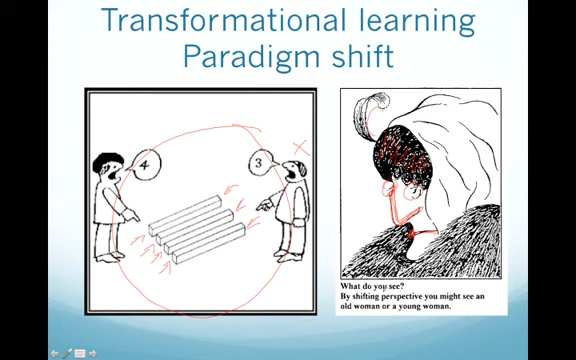 Transformational learning
Paradigm shift
4
3
What do you see?
By shifting perspective you might see an
old woman or a young woman.